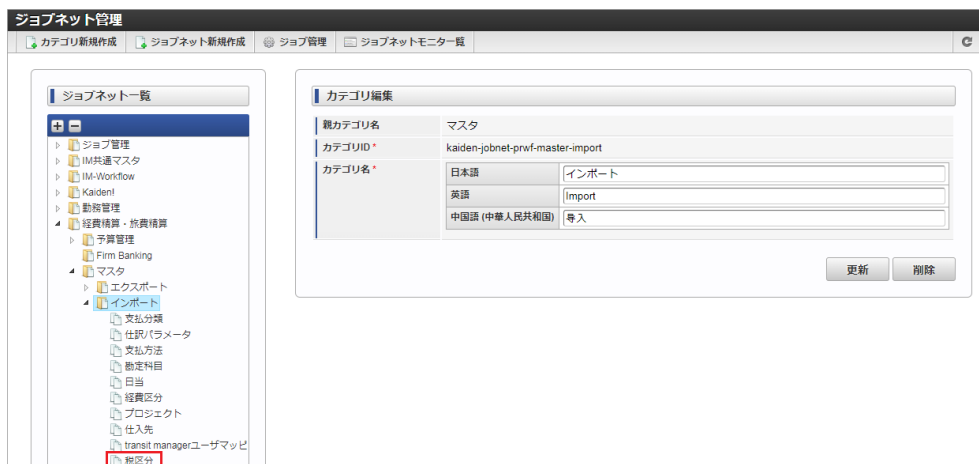 ジョブネット管理
カテゴリ新規作成 ジョブネット新規作成 ジョブ管理 ジョブネットモニター覧
ジョブネット一覧
ジョブ管理
IM共通マスタ
IM-Workflow
Kaiden!
勤務管理
経費精算・旅費精算
予算管理
Firm Banking
マスタ
エクスポート
インポート
支払分類
仕訳パラメータ
支払方法
勘定科目
日当
経費区分
プロジェクト
仕入先
transit managerユーザマッピ
税区分
カテゴリ編集
親カテゴリ名 マスタ
カテゴリID * kaiden-jobnet-prwf-master-import
カテゴリ名 * 日本語 インポート
英語 Import
中国語 (中華人民共和国) 导入
更新 削除